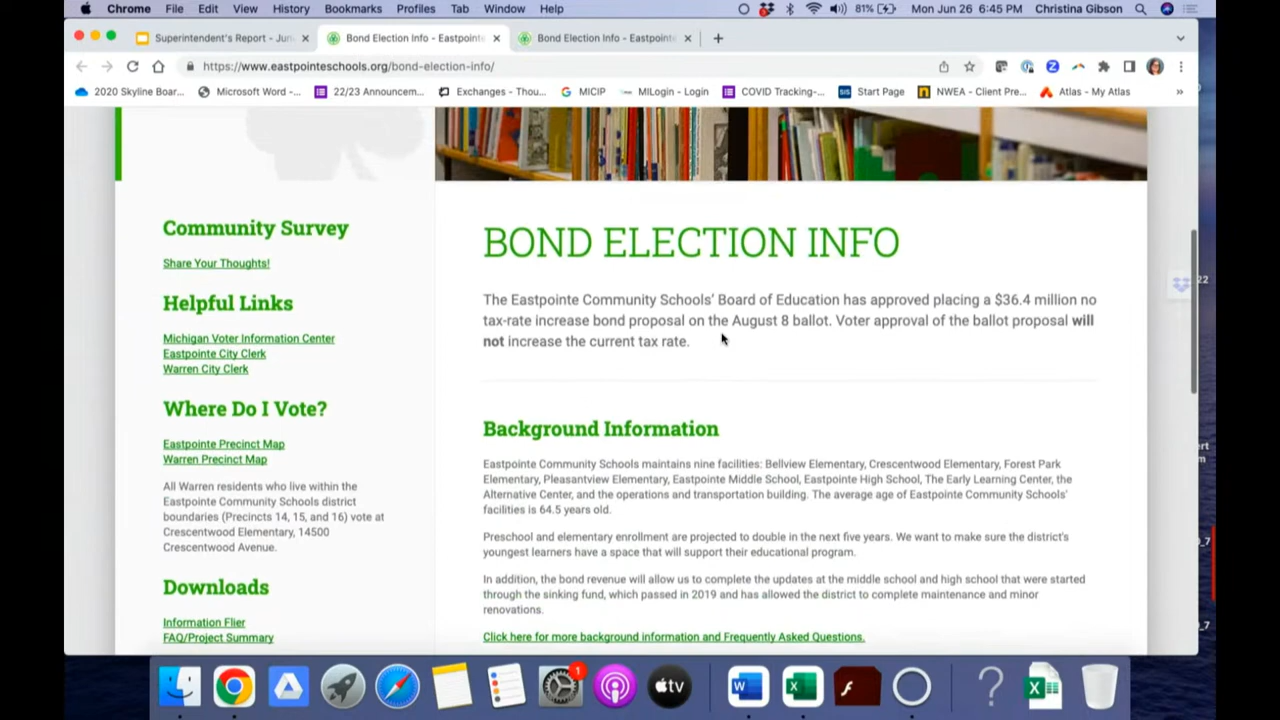 Chrome File Edit View History Bookmarks Profiles Tab Window Help 81% Mon Jun 26 6:45 PM Christina Gibson
Superintendent's Report - Jun
Bond Election Info - Eastpointe
Bond Election Info - Eastpointe
https://www.eastpointeschools.org/bond-election-info/
2020 Skyline Boar... Microsoft Word -... 22/23 Announcem... Exchanges - Thou... MICIP MILogin - Login COVID Tracking-... SIS Start Page NWEA - Client Pre... Atlas - My Atlas »
Community Survey
Share Your Thoughts!
Helpful Links
Michigan Voter Information Center
Eastpointe City Clerk
Warren City Clerk
Where Do I Vote?
Eastpointe Precinct Map
Warren Precinct Map
All Warren residents who live within the
Eastpointe Community Schools district
boundaries (Precincts 14, 15, and 16) vote at
Crescentwood Elementary, 14500
Crescentwood Avenue.
Downloads
Information Flier
FAQ/Project Summary
BOND ELECTION INFO
The Eastpointe Community Schools' Board of Education has approved placing a $36.4 million no
tax-rate increase bond proposal on the August 8 ballot. Voter approval of the ballot proposal will
not increase the current tax rate.
Background Information
Eastpointe Community Schools maintains nine facilities: Bellview Elementary, Crescentwood Elementary, Forest Park
Elementary, Pleasantview Elementary, Eastpointe Middle School, Eastpointe High School, The Early Learning Center, the
Alternative Center, and the operations and transportation building. The average age of Eastpointe Community Schools'
facilities is 64.5 years old.
Preschool and elementary enrollment are projected to double in the next five years. We want to make sure the district's
youngest learners have a space that will support their educational program.
In addition, the bond revenue will allow us to complete the updates at the middle school and high school that were started
through the sinking fund, which passed in 2019 and has allowed the district to complete maintenance and minor
renovations.
Click here for more background information and Frequently Asked Questions.
22
_7
_7
1
tv
W
X